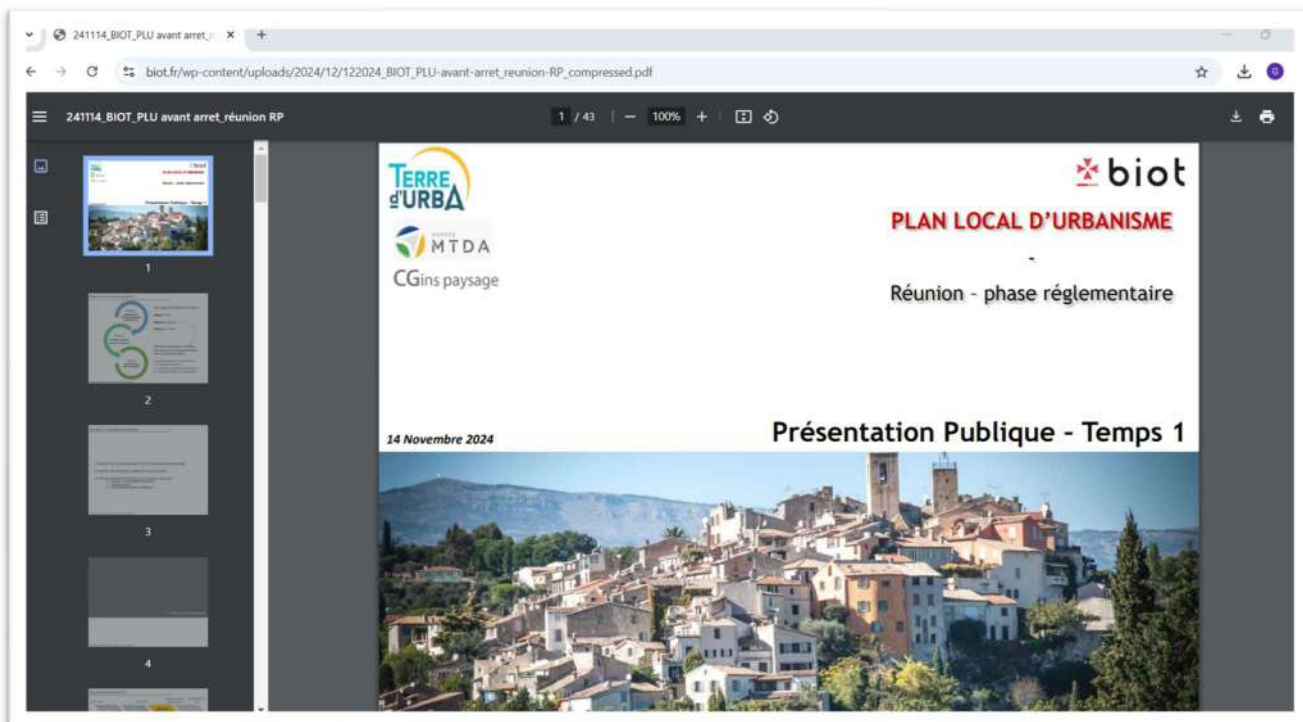 241114_BIOT_PLU avant arret_r
biot.fr/wp-content/uploads/2024/12/122024_BIOT_PLU-avant-arret_reunion-RP_compressed.pdf
G
241114_BIOT_PLU avant arret_réunion RP
1 / 43
100%
TERRE
d'URBA
MTDA
CGins paysage
biot
PLAN LOCAL D'URBANISME
-
Réunion - phase réglementaire
14 Novembre 2024
Présentation Publique - Temps 1
1
2
3
4